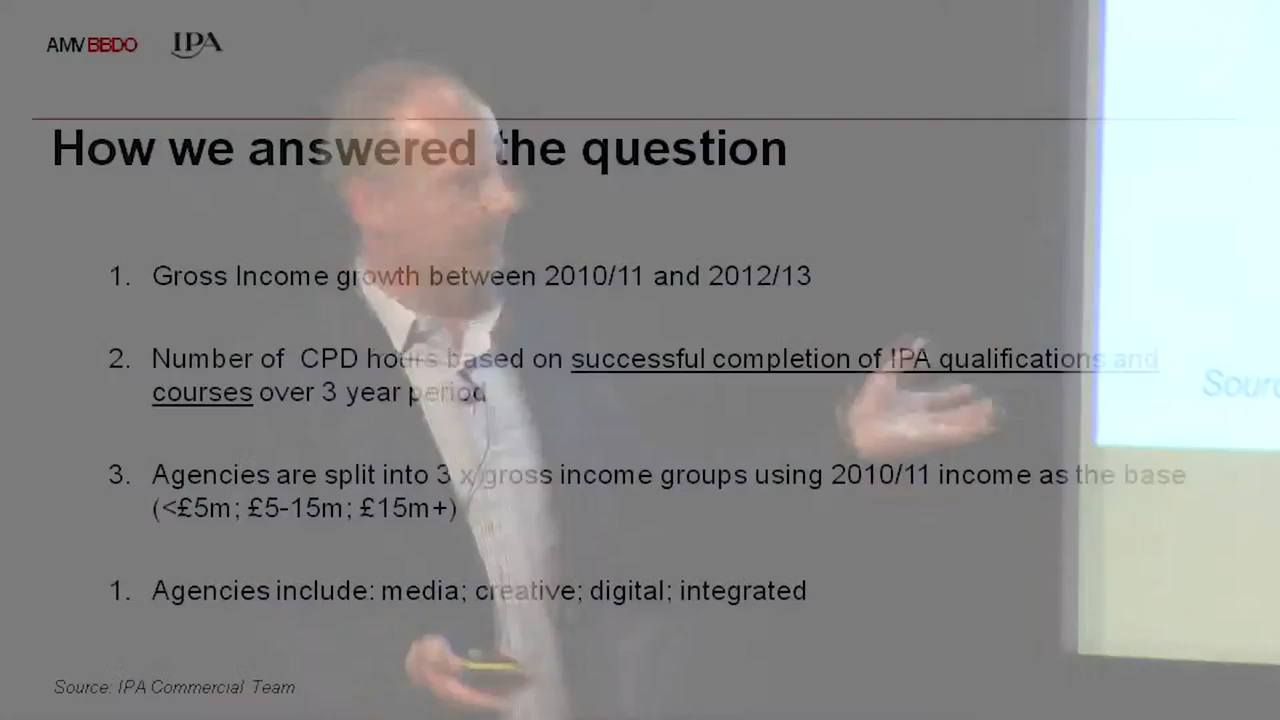 AMV BBDO IPA
How we answered the question
1. Gross Income growth between 2010/11 and 2012/13
2. Number of CPD hours based on successful completion of IPA qualifications and
courses over 3 year period
3. Agencies are split into 3 x gross income groups using 2010/11 income as the base
(<£5m; £5-15m; £15m+)
1. Agencies include: media; creative; digital; integrated
Source: IPA Commercial Team